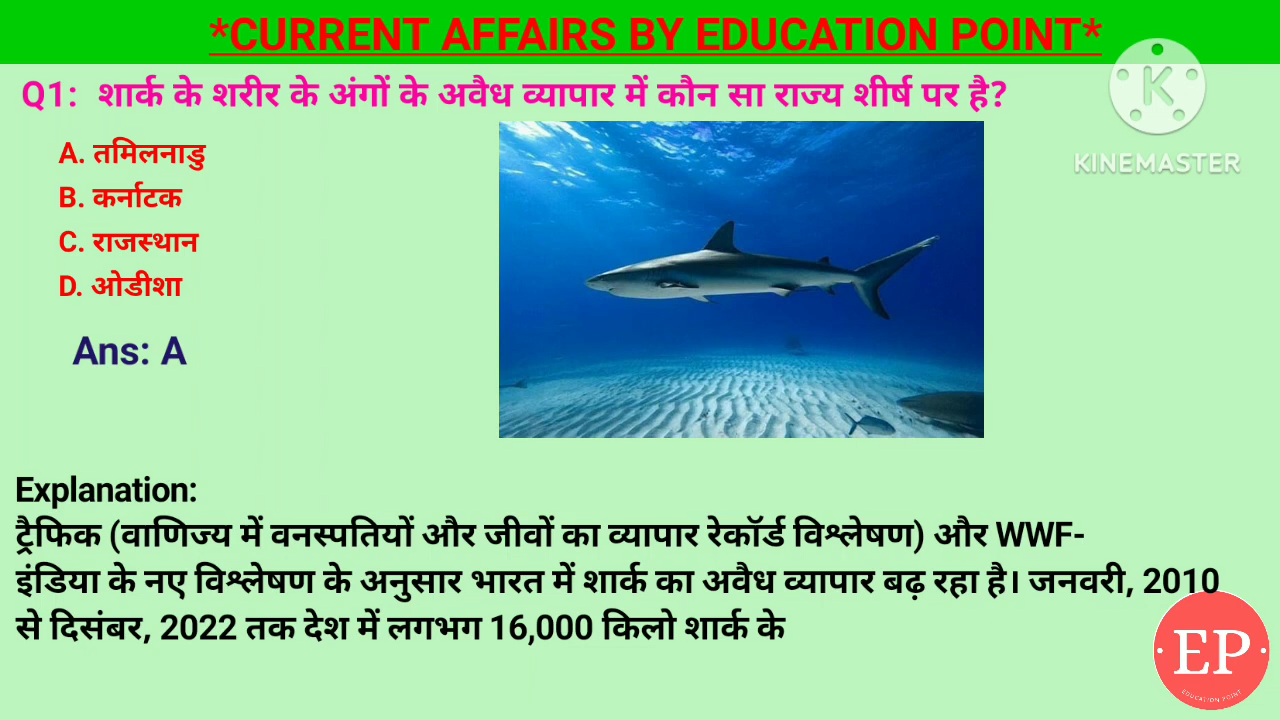 *CURRENT AFFAIRS BY EDUCATION POINT*
Q1: शार्क के शरीर के अंगों के अवैध व्यापार में कौन सा राज्य शीर्ष पर है?
K
KINEMASTER
A. तमिलनाडु
B. कर्नाटक
C. राजस्थान
D. ओडीशा
Ans: A
Explanation:
ट्रैफिक (वाणिज्य में वनस्पतियों और जीवों का व्यापार रेकॉर्ड विश्लेषण) और WWF-
इंडिया के नए विश्लेषण के अनुसार भारत में शार्क का अवैध व्यापार बढ़ रहा है। जनवरी, 2010
से दिसंबर, 2022 तक देश में लगभग 16,000 किलो शार्क के
EP
EDUCATION POINT